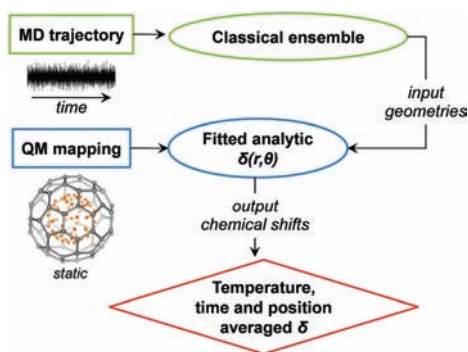 MD trajectory
Classical ensemble
time
input
geometries
QM mapping
Fitted analytic
δ(r,θ)
static
output
chemical shifts
Temperature,
time and position
averaged δ